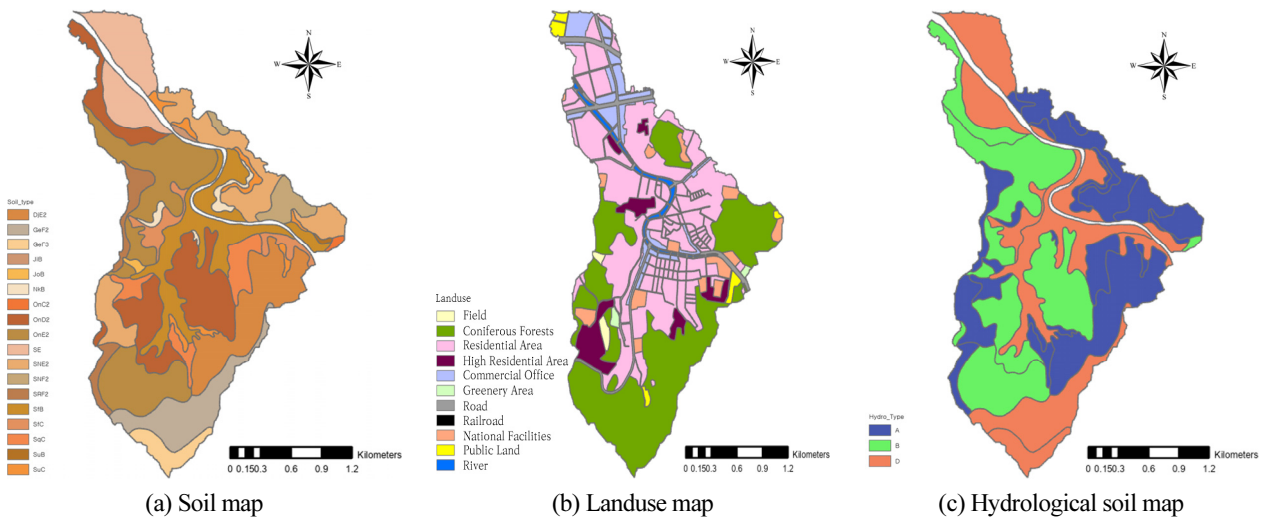 N
W E
S
Soil_type
DjE2
GeF2
GeF3
JiB
JoB
NkB
OnC2
OnD2
OnE2
SE
SNE2
SNF2
SRF2
SfB
SfC
SqC
SuB
SuC
Kilometers
0 0.150.3 0.6 0.9 1.2
(a) Soil map
N
W E
S
Landuse
Field
Coniferous Forests
Residential Area
High Residential Area
Commercial Office
Greenery Area
Road
Railroad
National Facilities
Public Land
River
Kilometers
0 0.150.3 0.6 0.9 1.2
(b) Landuse map
N
W E
S
Hydro_Type
A
B
D
Kilometers
0 0.150.3 0.6 0.9 1.2
(c) Hydrological soil map